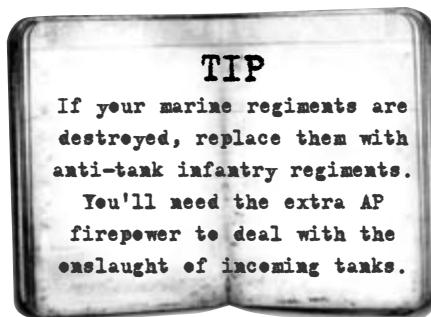 TIP
If your marine regiments are
destroyed, replace them with
anti-tank infantry regiments.
You'll need the extra AP
firepower to deal with the
onslaught of incoming tanks.